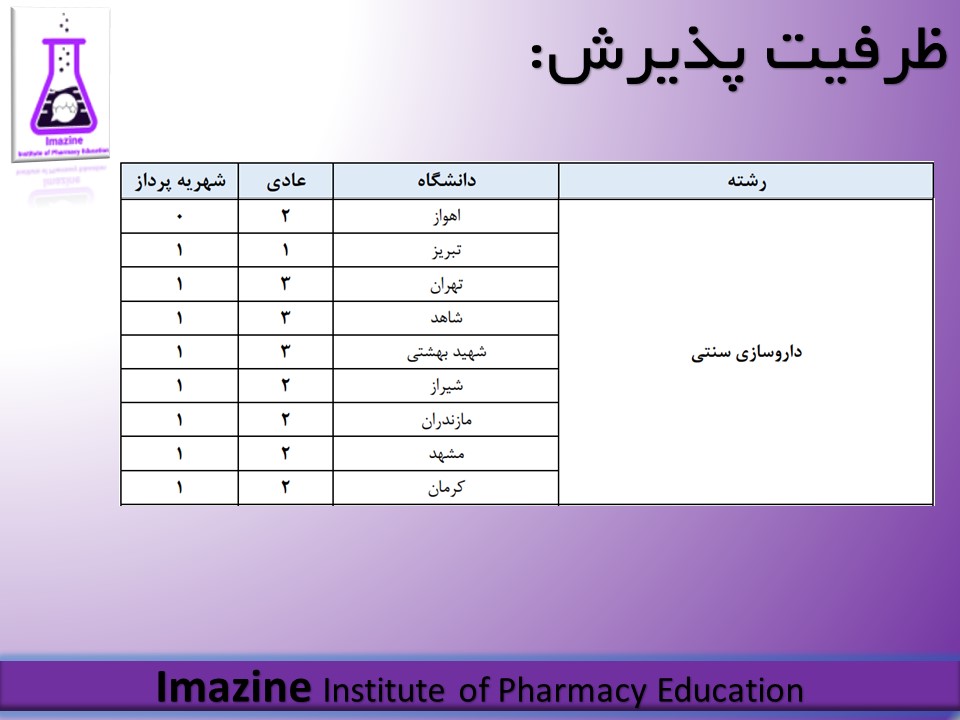 ظرفیت پذیرش:
Imazine
Institute of Pharmacy Education
رشته دانشگاه عادی شهریه پرداز
داروسازی سنتی
اهواز ۲ ۰
تبریز ۱ ۱
تهران ۳ ۱
شاهد ۳ ۱
شهید بهشتی ۳ ۱
شیراز ۲ ۱
مازندران ۲ ۱
مشهد ۲ ۱
کرمان ۲ ۱
Imazine Institute of Pharmacy Education